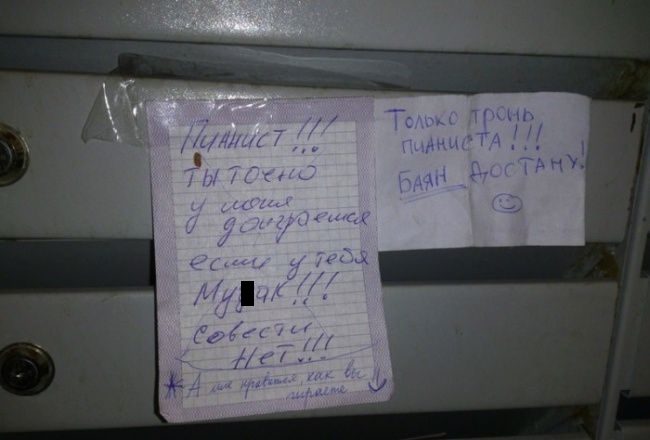 Пианист!!!
ты точно
у меня
доиграешся
если у тебя
Му█ак!!!
совести
Нет!!!
А мне нравится, как вы
играете
Только тронь
пианиста!!!
Баян достану!